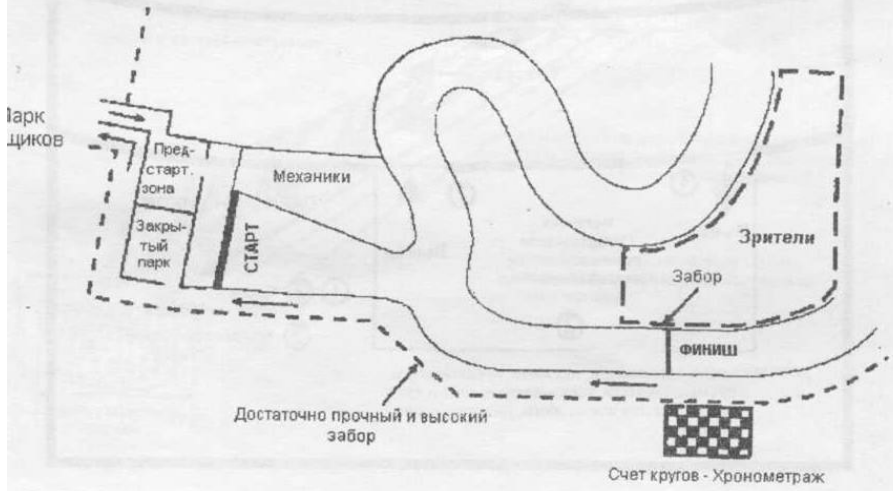 Парк
щиков
Пред-
старт.
зона
Закры-
тый
парк
СТАРТ
Механики
Зрители
Забор
ФИНИШ
Достаточно прочный и высокий
забор
Счет кругов - Хронометраж